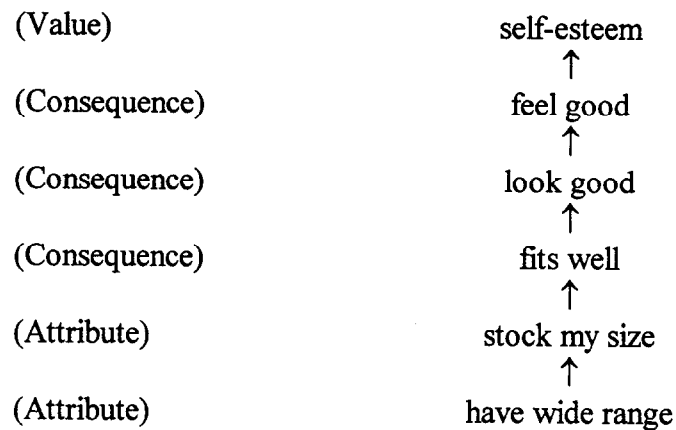 (Value) self-esteem
↑
(Consequence) feel good
↑
(Consequence) look good
↑
(Consequence) fits well
↑
(Attribute) stock my size
↑
(Attribute) have wide range